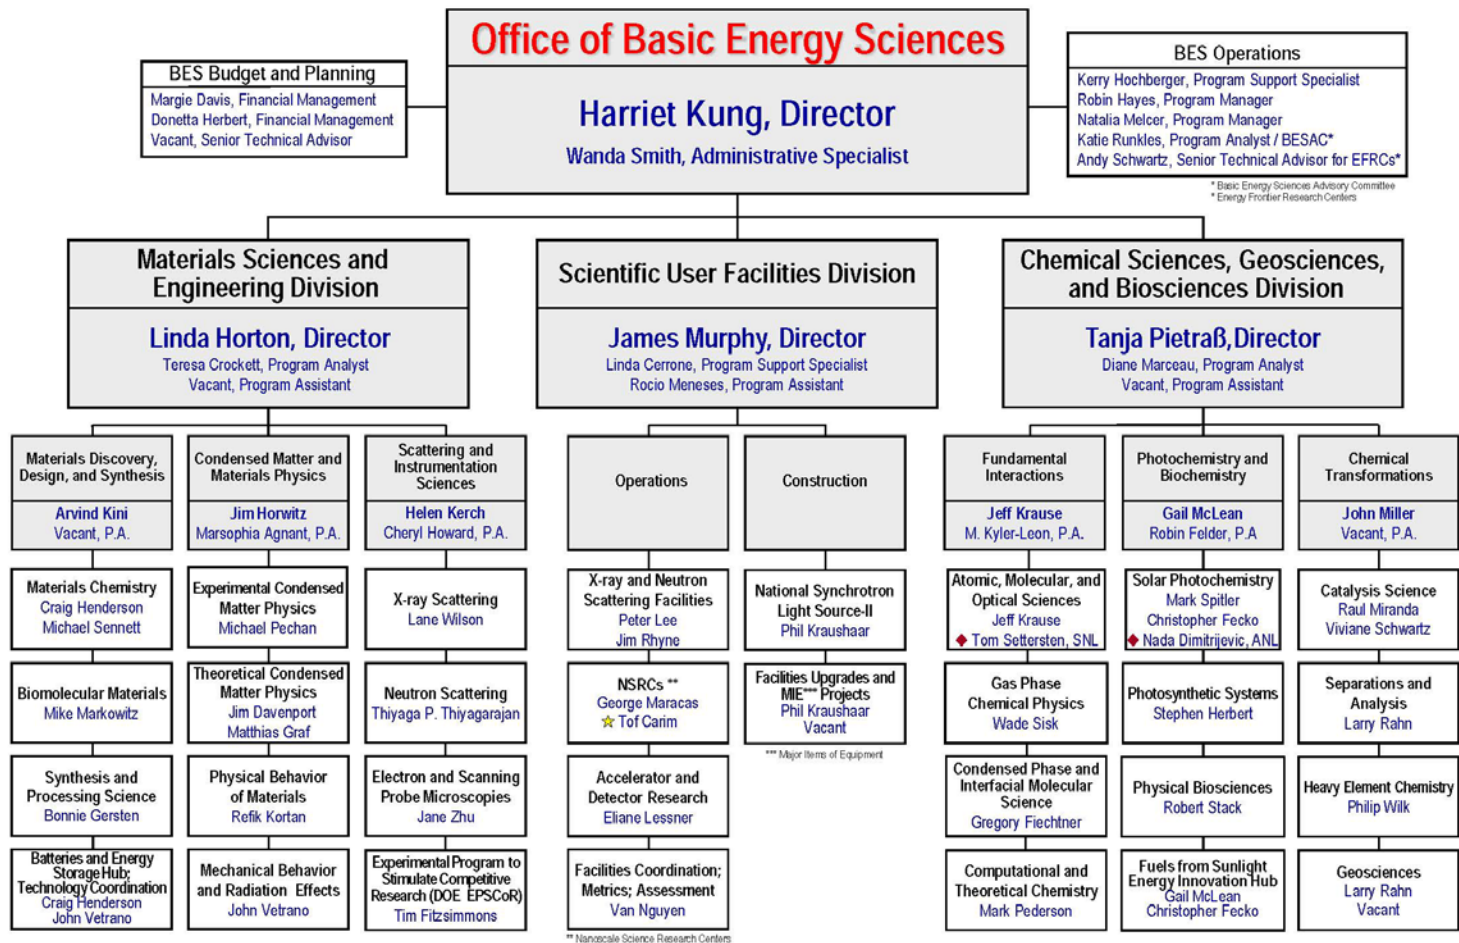 Office of Basic Energy Sciences
Harriet Kung, Director
Wanda Smith, Administrative Specialist
BES Budget and Planning
Margie Davis, Financial Management
Donetta Herbert, Financial Management
Vacant, Senior Technical Advisor
BES Operations
Kerry Hochberger, Program Support Specialist
Robin Hayes, Program Manager
Natalia Melcer, Program Manager
Katie Runkles, Program Analyst / BESAC*
Andy Schwartz, Senior Technical Advisor for EFRCs*
* Basic Energy Sciences Advisory Committee
* Energy Frontier Research Centers
Materials Sciences and
Engineering Division
Linda Horton, Director
Teresa Crockett, Program Analyst
Vacant, Program Assistant
Materials Discovery,
Design, and Synthesis
Arvind Kini
Vacant, P.A.
Materials Chemistry
Craig Henderson
Michael Sennett
Biomolecular Materials
Mike Markowitz
Synthesis and
Processing Science
Bonnie Gersten
Batteries and Energy
Storage Hub;
Technology Coordination
Craig Henderson
John Vetrano
Condensed Matter and
Materials Physics
Jim Horwitz
Marsophia Agnant, P.A.
Experimental Condensed
Matter Physics
Michael Pechan
Theoretical Condensed
Matter Physics
Jim Davenport
Matthias Graf
Physical Behavior
of Materials
Refik Kortan
Mechanical Behavior
and Radiation Effects
John Vetrano
Scattering and
Instrumentation
Sciences
Helen Kerch
Cheryl Howard, P.A.
X-ray Scattering
Lane Wilson
Neutron Scattering
Thiyaga P. Thiyagarajan
Electron and Scanning
Probe Microscopies
Jane Zhu
Experimental Program to
Stimulate Competitive
Research (DOE EPSCoR)
Tim Fitzsimmons
Scientific User Facilities Division
James Murphy, Director
Linda Cerrone, Program Support Specialist
Rocio Meneses, Program Assistant
Operations
X-ray and Neutron
Scattering Facilities
Peter Lee
Jim Rhyne
NSRCs **
George Maracas
Tof Carim
Accelerator and
Detector Research
Eliane Lessner
Facilities Coordination;
Metrics; Assessment
Van Nguyen
** Nanoscale Science Research Centers
Construction
National Synchrotron
Light Source-II
Phil Kraushaar
Facilities Upgrades and
MIE*** Projects
Phil Kraushaar
Vacant
*** Major Items of Equipment
Chemical Sciences, Geosciences,
and Biosciences Division
Tanja Pietraß, Director
Diane Marceau, Program Analyst
Vacant, Program Assistant
Fundamental
Interactions
Jeff Krause
M. Kyler-Leon, P.A.
Atomic, Molecular, and
Optical Sciences
Jeff Krause
Tom Settersten, SNL
Gas Phase
Chemical Physics
Wade Sisk
Condensed Phase and
Interfacial Molecular
Science
Gregory Fiechtner
Computational and
Theoretical Chemistry
Mark Pederson
Photochemistry and
Biochemistry
Gail McLean
Robin Felder, P.A
Solar Photochemistry
Mark Spitler
Christopher Fecko
Nada Dimitrijevic, ANL
Photosynthetic Systems
Stephen Herbert
Physical Biosciences
Robert Stack
Fuels from Sunlight
Energy Innovation Hub
Gail McLean
Christopher Fecko
Chemical
Transformations
John Miller
Vacant, P.A.
Catalysis Science
Raul Miranda
Viviane Schwartz
Separations and
Analysis
Larry Rahn
Heavy Element Chemistry
Philip Wilk
Geosciences
Larry Rahn
Vacant